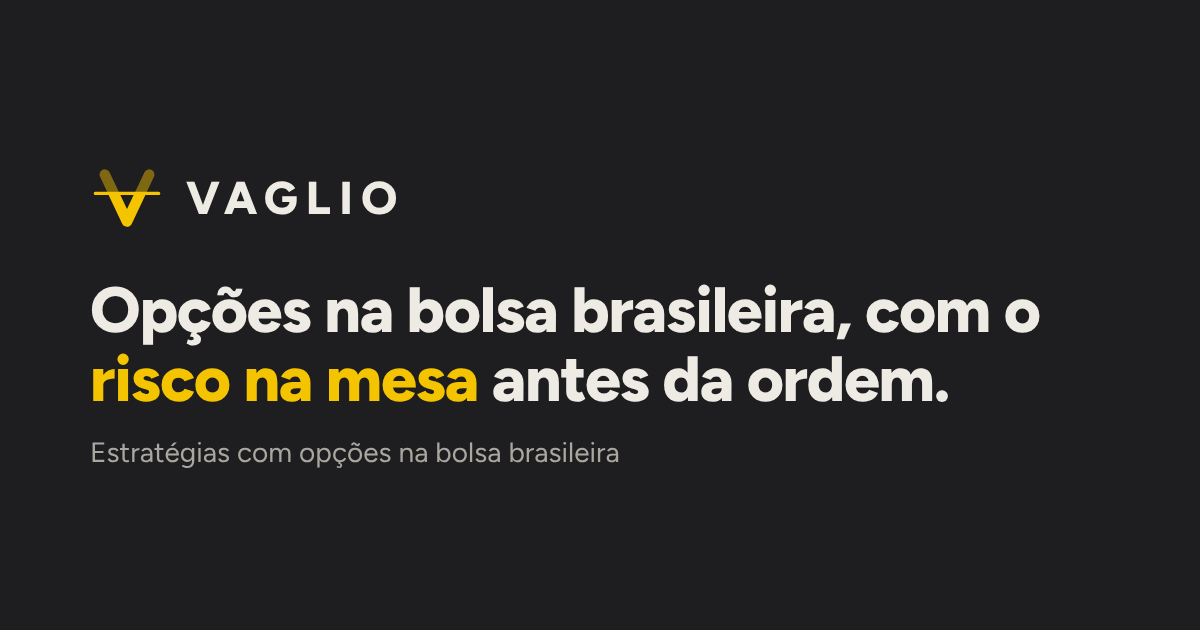 VAGLIO
Opções na bolsa brasileira, com o
risco na mesa antes da ordem.
Estratégias com opções na bolsa brasileira